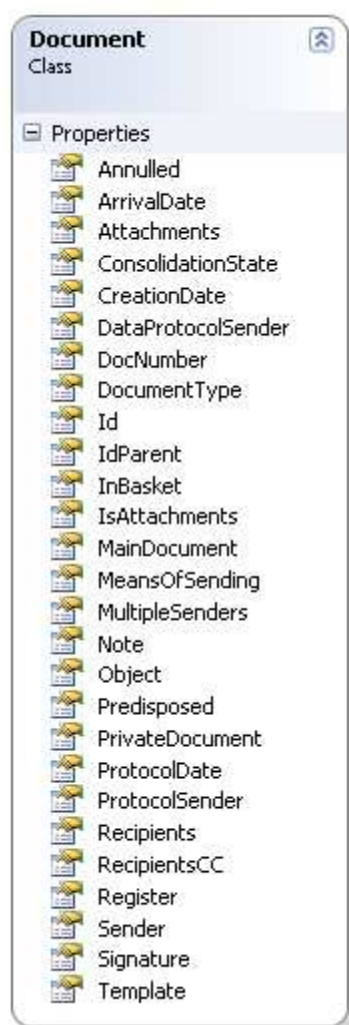 Document
Class
Properties
Annulled
ArrivalDate
Attachments
ConsolidationState
CreationDate
DataProtocolSender
DocNumber
DocumentType
Id
IdParent
InBasket
IsAttachments
MainDocument
MeansOfSending
MultipleSenders
Note
Object
Predisposed
PrivateDocument
ProtocolDate
ProtocolSender
Recipients
RecipientsCC
Register
Sender
Signature
Template